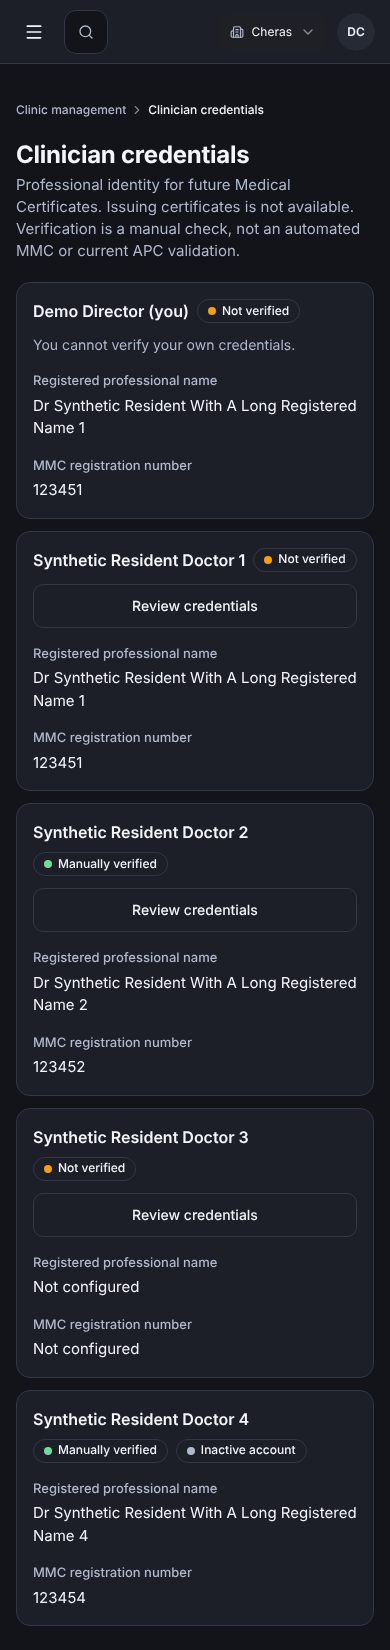 Cheras
DC
Clinic management > Clinician credentials
Clinician credentials
Professional identity for future Medical
Certificates. Issuing certificates is not available.
Verification is a manual check, not an automated
MMC or current APC validation.
Demo Director (you) Not verified
You cannot verify your own credentials.
Registered professional name
Dr Synthetic Resident With A Long Registered
Name 1
MMC registration number
123451
Synthetic Resident Doctor 1 Not verified
Review credentials
Registered professional name
Dr Synthetic Resident With A Long Registered
Name 1
MMC registration number
123451
Synthetic Resident Doctor 2
Manually verified
Review credentials
Registered professional name
Dr Synthetic Resident With A Long Registered
Name 2
MMC registration number
123452
Synthetic Resident Doctor 3
Not verified
Review credentials
Registered professional name
Not configured
MMC registration number
Not configured
Synthetic Resident Doctor 4
Manually verified Inactive account
Registered professional name
Dr Synthetic Resident With A Long Registered
Name 4
MMC registration number
123454